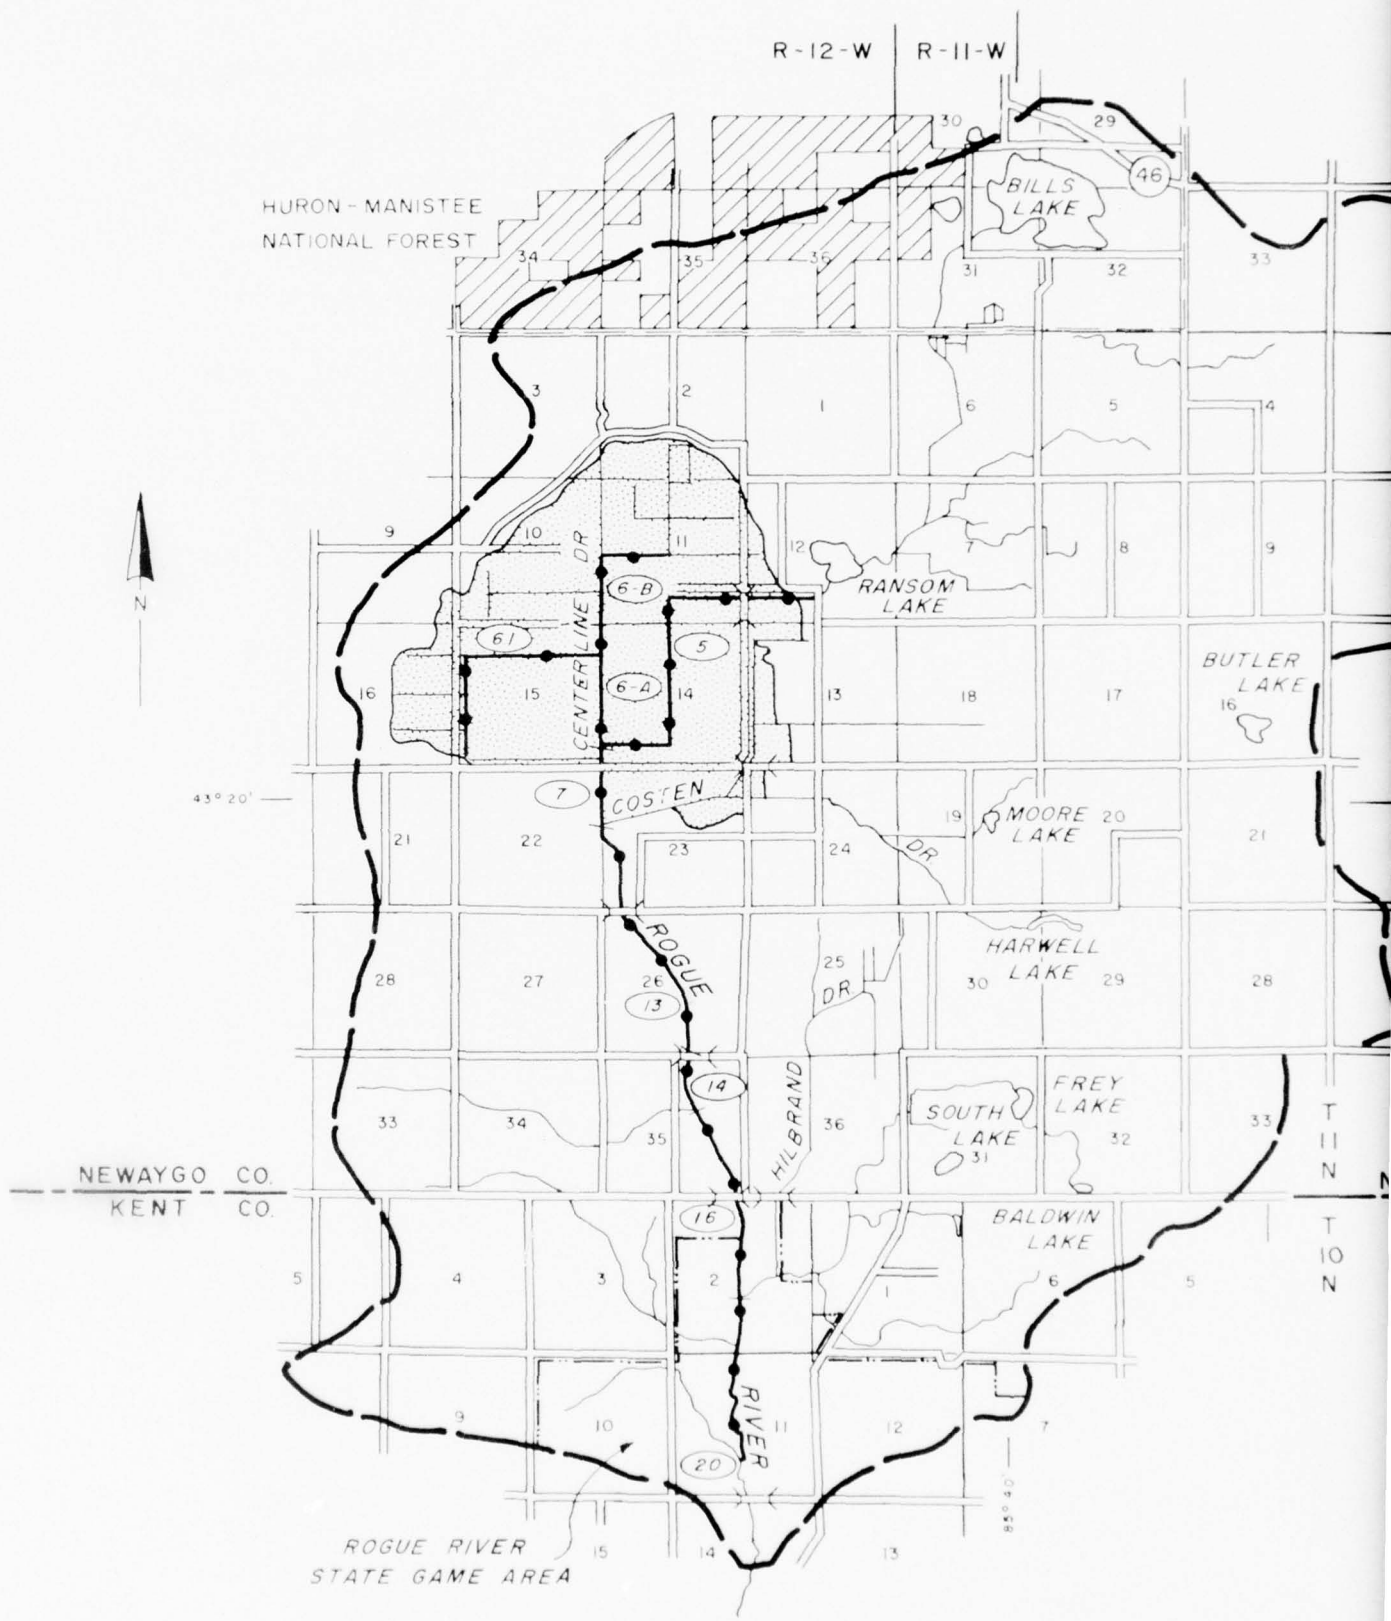 R-12-W
R-11-W
30
29
46
HURON-MANISTEE
NATIONAL FOREST
BILLS
LAKE
34
35
36
31
32
33
3
2
1
6
5
4
9
10
11
12
7
8
9
CENTERLINE DR
6-B
RANSOM
LAKE
N
61
5
6-A
16
15
14
13
18
17
BUTLER
LAKE
16
43°20'
7
COSTEN
DR
19
MOORE
LAKE
20
21
21
22
23
24
ROGUE
HARWELL
LAKE
28
27
26
25
DR
30
29
28
13
14
HILBRAND
SOUTH
LAKE
31
FREY
LAKE
33
34
35
36
32
33
T
11
N
NEWAYGO CO.
KENT CO.
N
16
BALDWIN
LAKE
T
10
N
5
4
3
2
1
6
5
9
10
RIVER
11
12
7
20
85°40'
ROGUE RIVER
STATE GAME AREA
15
14
13